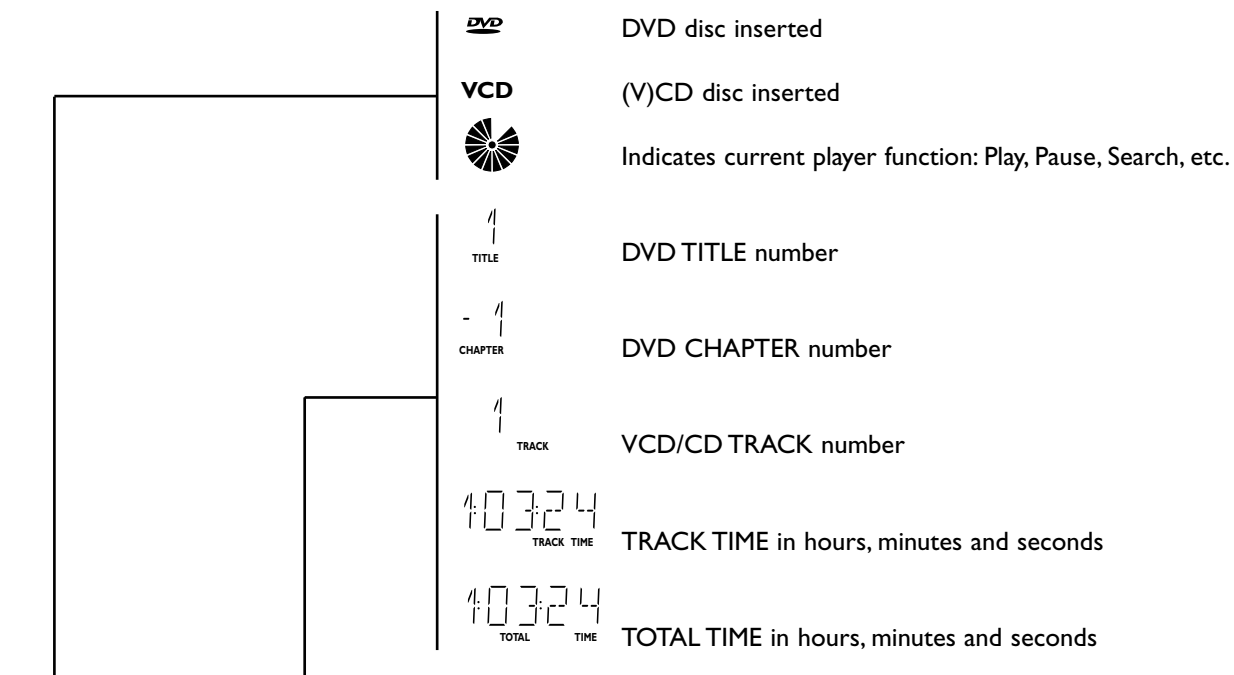 DVD DVD disc inserted
VCD (V)CD disc inserted
Indicates current player function: Play, Pause, Search, etc.
1
TITLE DVD TITLE number
- 1
CHAPTER DVD CHAPTER number
1
TRACK VCD/CD TRACK number
1:03:24
TRACK TIME TRACK TIME in hours, minutes and seconds
1:03:24
TOTAL TIME TOTAL TIME in hours, minutes and seconds